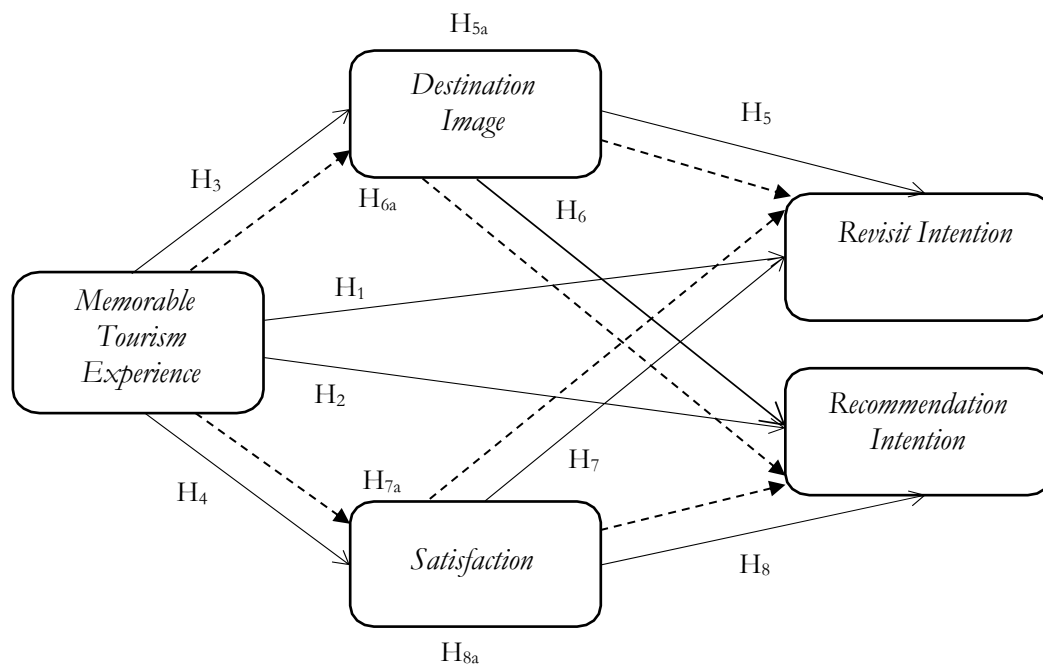 H5a
Destination
Image
H5
H3
H6a
H6
Revisit Intention
Memorable
Tourism
Experience
H1
H2
Recommendation
Intention
H7
H7a
H4
Satisfaction
H8
H8a